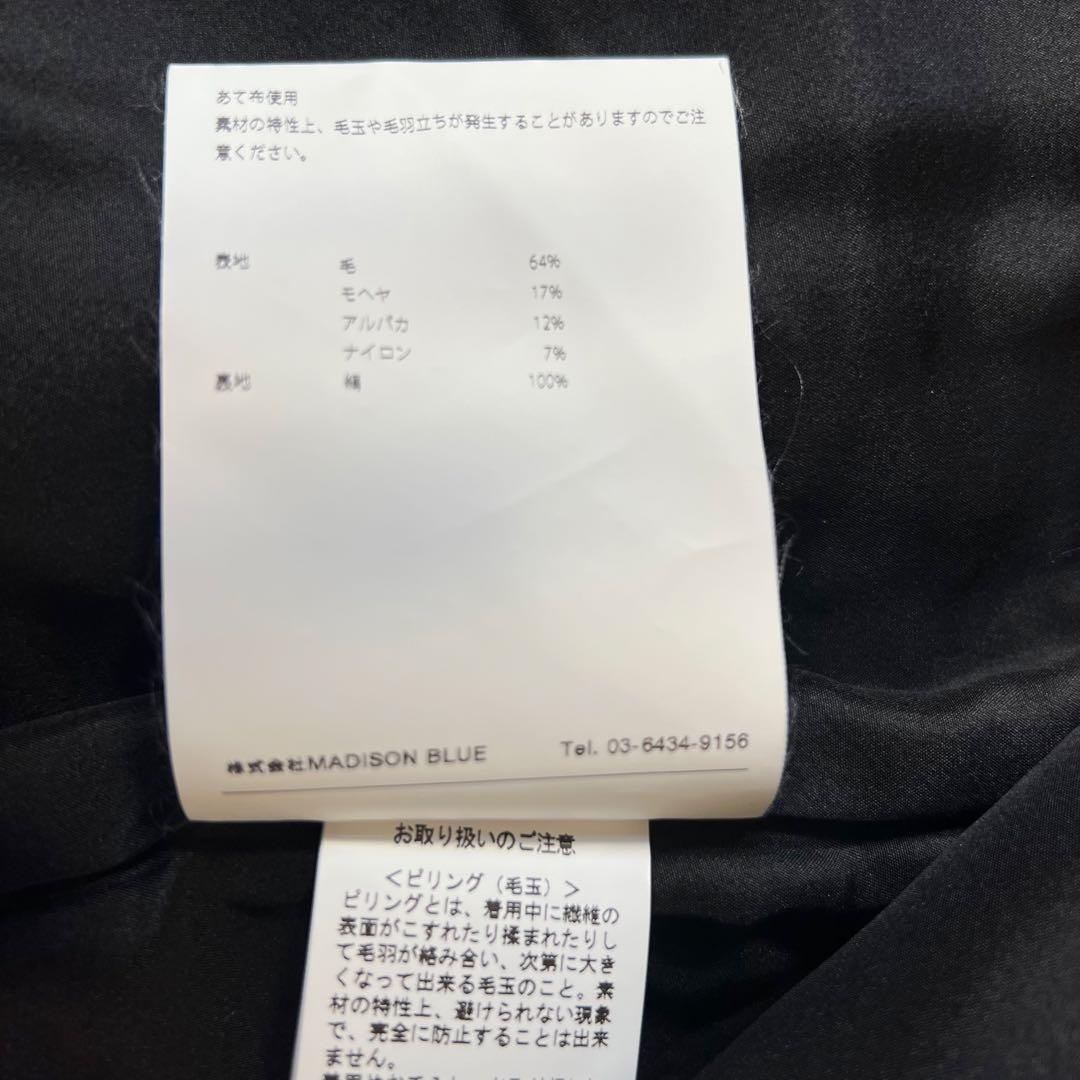 あて布使用
素材の特性上、毛玉や毛羽立ちが発生することがありますのでご注
意ください。
表地 毛 64%
モヘヤ 17%
アルパカ 12%
ナイロン 7%
裏地 絹 100%
株式会社MADISON BLUE Tel. 03-6434-9156
お取り扱いのご注意
＜ピリング（毛玉）＞
ピリングとは、着用中に繊維の
表面がこすれたり揉まれたりし
て毛羽が絡み合い、次第に大き
くなって出来る毛玉のこと。素
材の特性上、避けられない現象
で、完全に防止することは出来
ません。